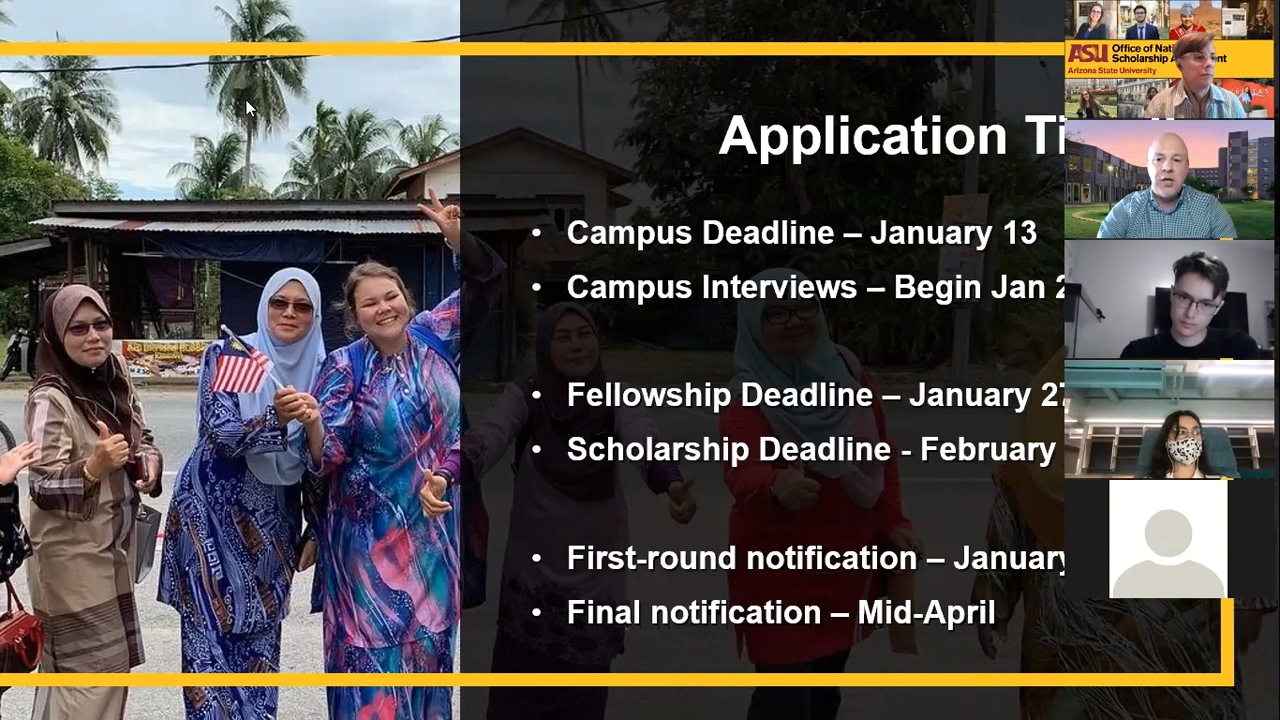 Application Ti
• Campus Deadline – January 13
• Campus Interviews – Begin Jan 2
• Fellowship Deadline – January 27
• Scholarship Deadline - February
• First-round notification – January
• Final notification – Mid-April
ASU Office of Nati
Scholarship A ent
Arizona State University